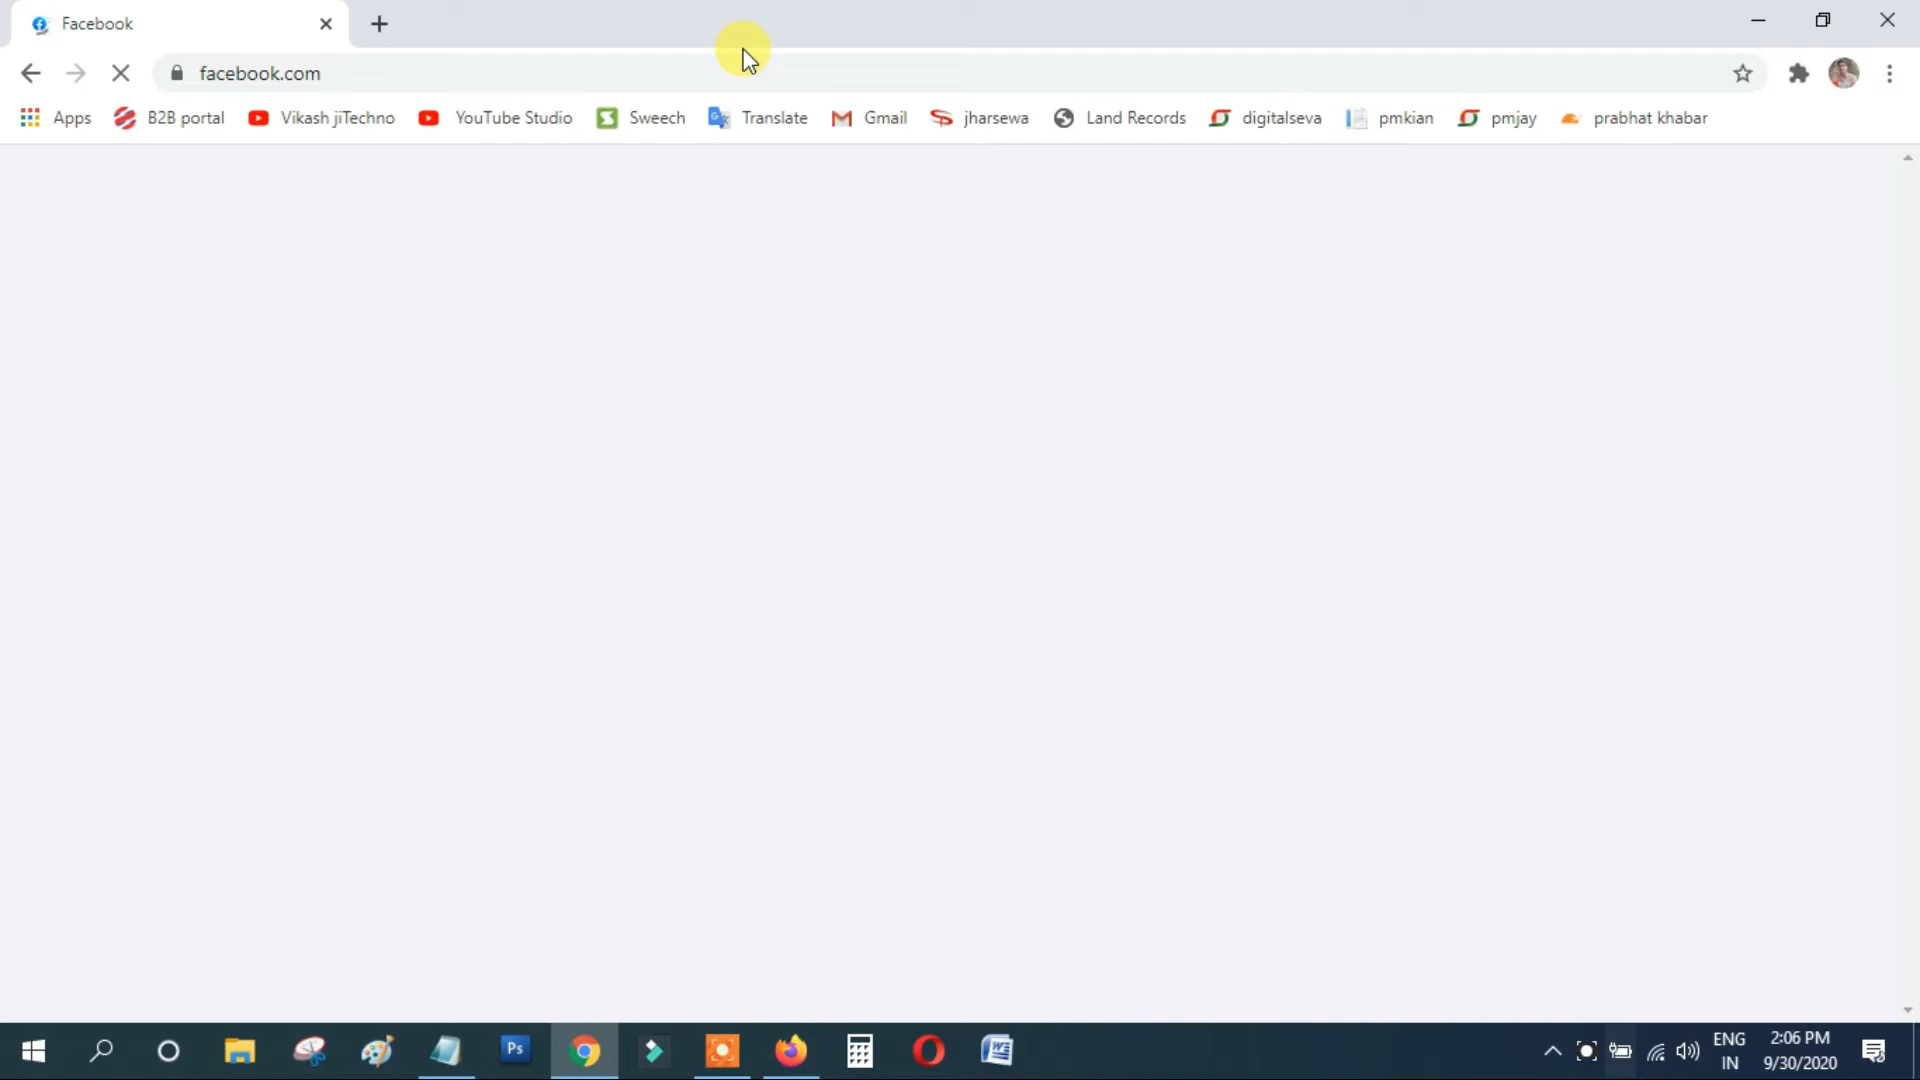 Facebook
facebook.com
Apps B2B portal Vikash jiTechno YouTube Studio Sweech Translate Gmail jharsewa Land Records digitalseva pmkian pmjay prabhat khabar
Ps
ENG 2:06 PM
IN 9/30/2020